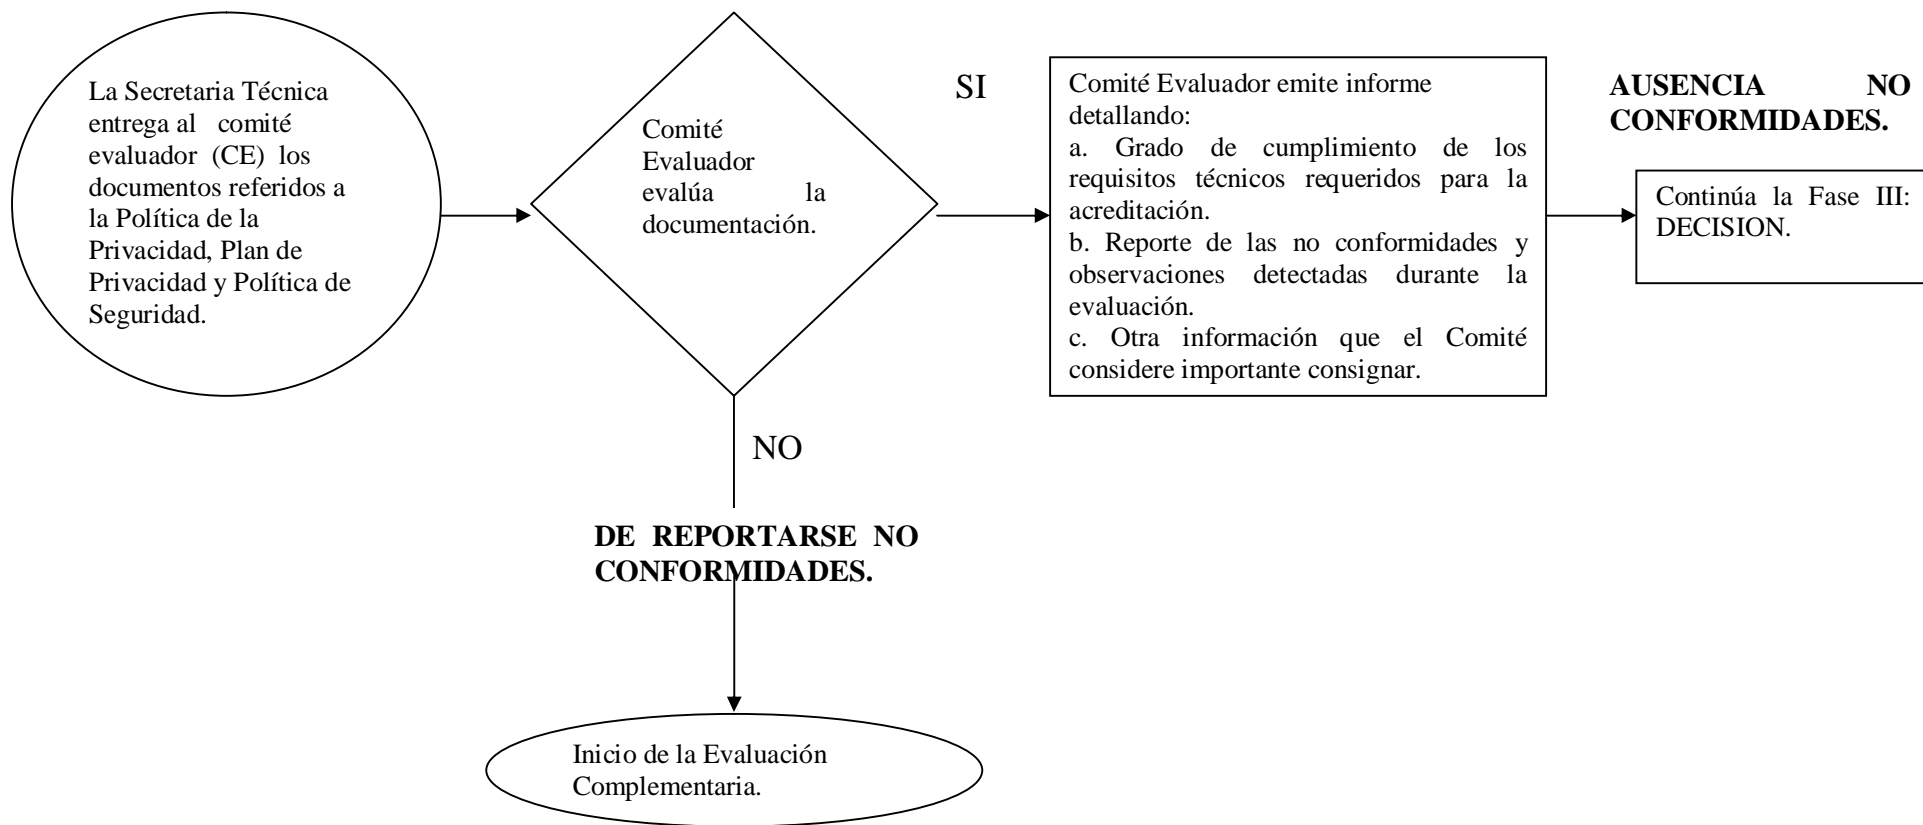 La Secretaria Técnica
entrega al comité
evaluador (CE) los
documentos referidos a
la Política de la
Privacidad, Plan de
Privacidad y Política de
Seguridad.
Comité
Evaluador
evalúa la
documentación.
SI
Comité Evaluador emite informe
detallando:
a. Grado de cumplimiento de los
requisitos técnicos requeridos para la
acreditación.
b. Reporte de las no conformidades y
observaciones detectadas durante la
evaluación.
c. Otra información que el Comité
considere importante consignar.
AUSENCIA NO
CONFORMIDADES.
Continúa la Fase III:
DECISION.
NO
DE REPORTARSE NO
CONFORMIDADES.
Inicio de la Evaluación
Complementaria.